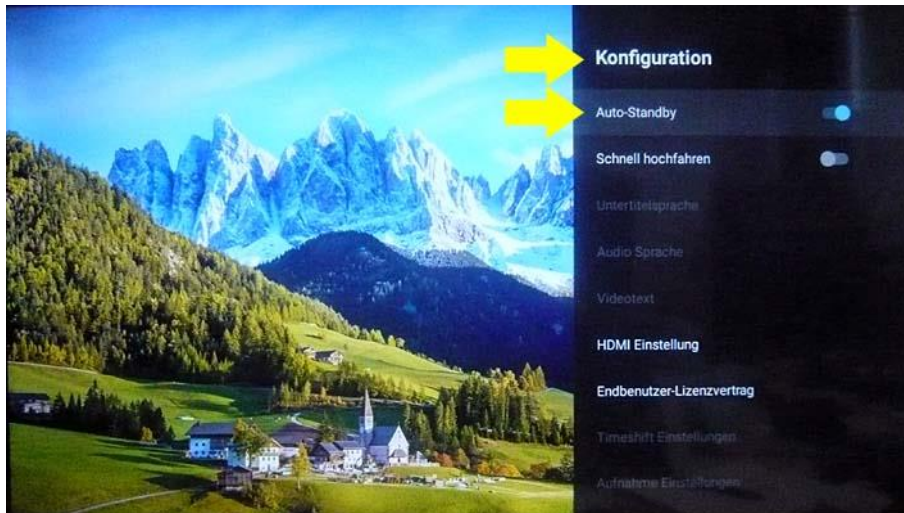 Konfiguration
Auto-Standby
Schnell hochfahren
Untertitelsprache
Audio Sprache
Videotext
HDMI Einstellung
Endbenutzer-Lizenzvertrag
Timeshift Einstellungen
Aufnahme Einstellungen